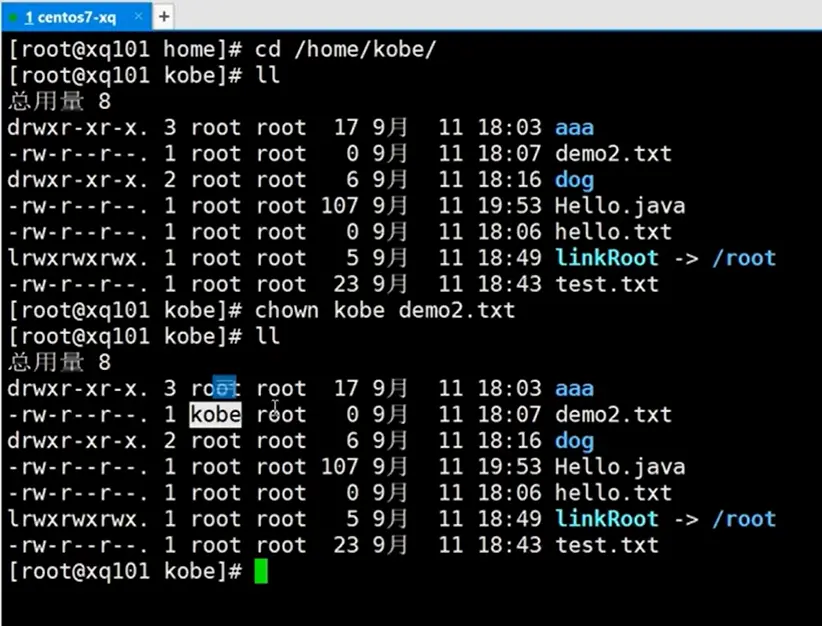 1 centos7-xq × +
[root@xq101 home]# cd /home/kobe/
[root@xq101 kobe]# ll
总用量 8
drwxr-xr-x. 3 root root  17 9月  11 18:03 aaa
-rw-r--r--. 1 root root   0 9月  11 18:07 demo2.txt
drwxr-xr-x. 2 root root   6 9月  11 18:16 dog
-rw-r--r--. 1 root root 107 9月  11 19:53 Hello.java
-rw-r--r--. 1 root root   0 9月  11 18:06 hello.txt
lrwxrwxrwx. 1 root root   5 9月  11 18:49 linkRoot -> /root
-rw-r--r--. 1 root root  23 9月  11 18:43 test.txt
[root@xq101 kobe]# chown kobe demo2.txt
[root@xq101 kobe]# ll
总用量 8
drwxr-xr-x. 3 root root  17 9月  11 18:03 aaa
-rw-r--r--. 1 kobe root   0 9月  11 18:07 demo2.txt
drwxr-xr-x. 2 root root   6 9月  11 18:16 dog
-rw-r--r--. 1 root root 107 9月  11 19:53 Hello.java
-rw-r--r--. 1 root root   0 9月  11 18:06 hello.txt
lrwxrwxrwx. 1 root root   5 9月  11 18:49 linkRoot -> /root
-rw-r--r--. 1 root root  23 9月  11 18:43 test.txt
[root@xq101 kobe]#